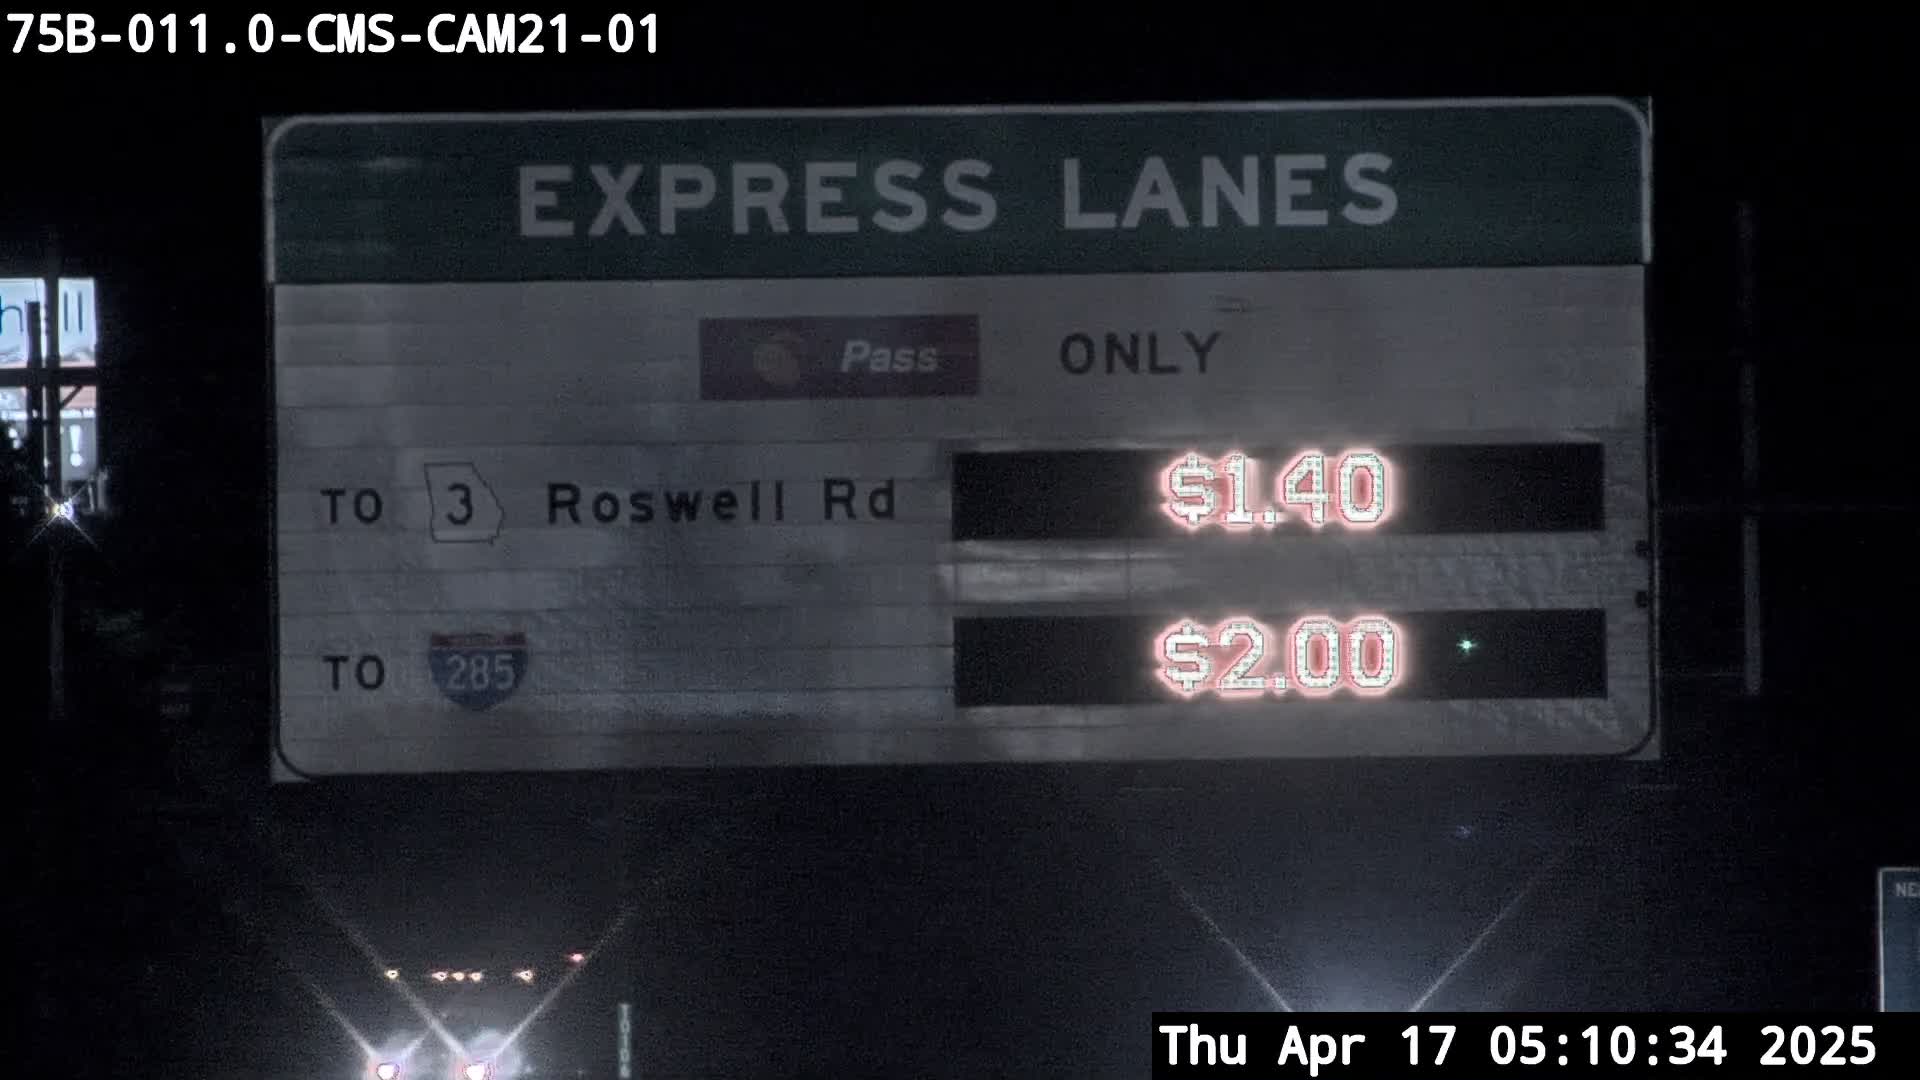 75B-011.0-CMS-CAM21-01
EXPRESS LANES
Pass ONLY
TO 3 Roswell Rd $1.40
TO 285 $2.00
Thu Apr 17 05:10:34 2025